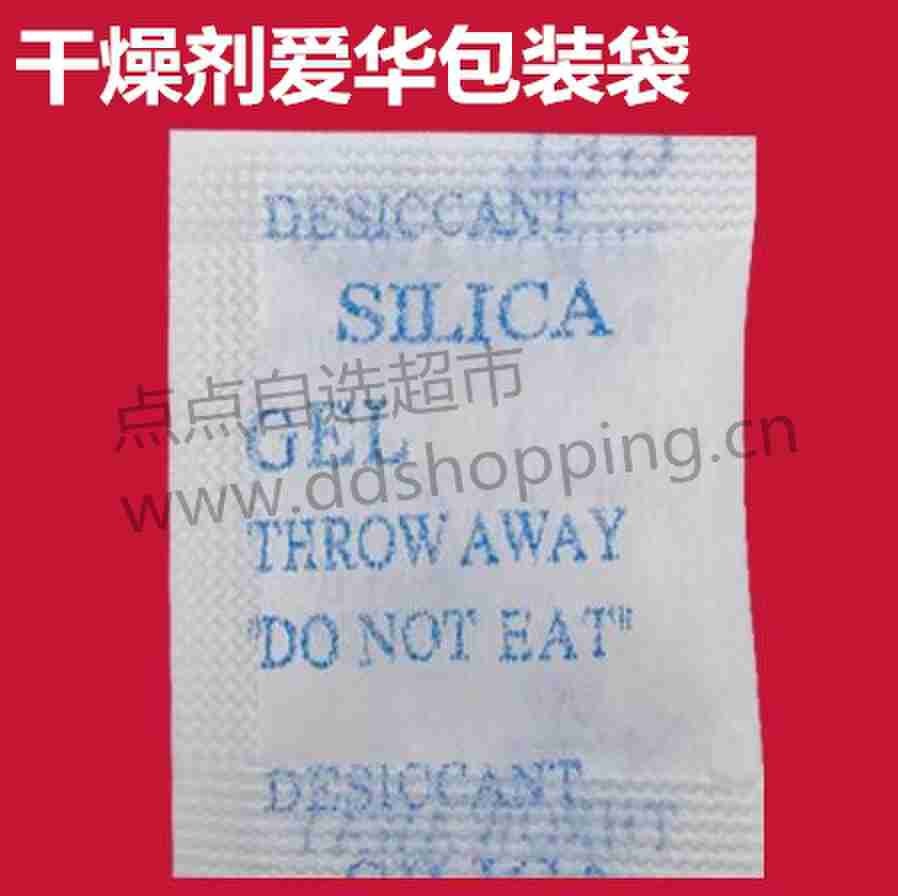 干燥剂爱华包装袋
DESICCANT
SILICA
点点自选超市
GEL
www.ddshopping.cn
THROW AWAY
"DO NOT EAT"
DESICCANT